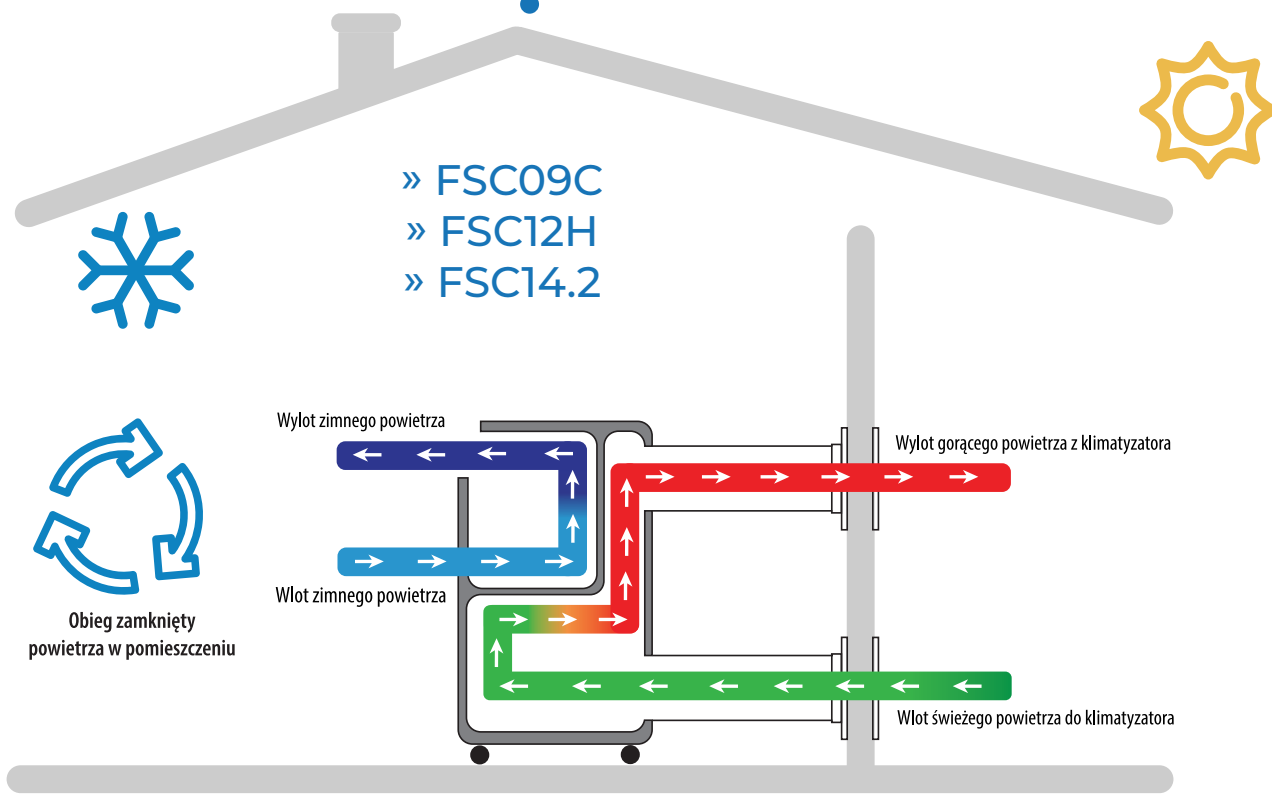 » FSC09C
» FSC12H
» FSC14.2
Wylot zimnego powietrza
Wylot gorącego powietrza z klimatyzatora
Wlot zimnego powietrza
Obieg zamknięty
powietrza w pomieszczeniu
Wlot świeżego powietrza do klimatyzatora